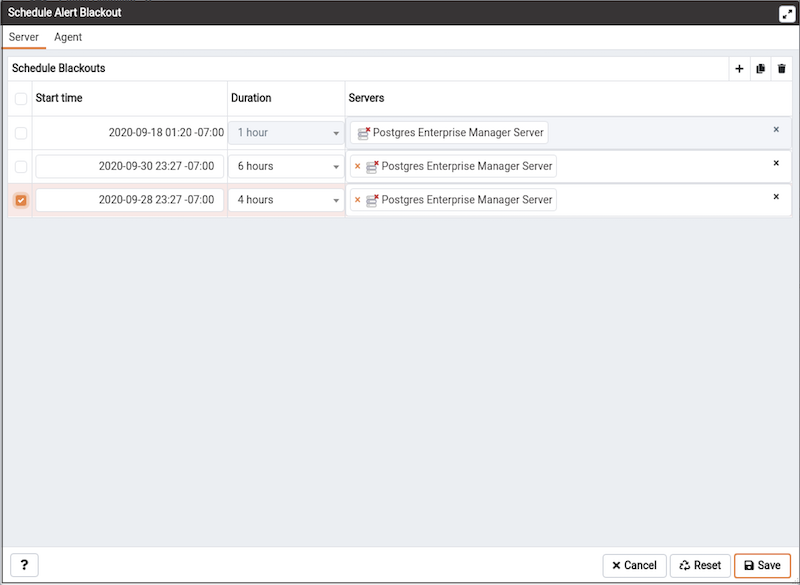 Schedule Alert Blackout
Server Agent
Schedule Blackouts
Start time Duration Servers
2020-09-18 01:20 -07:00 1 hour Postgres Enterprise Manager Server
2020-09-30 23:27 -07:00 6 hours Postgres Enterprise Manager Server
2020-09-28 23:27 -07:00 4 hours Postgres Enterprise Manager Server
? Cancel Reset Save